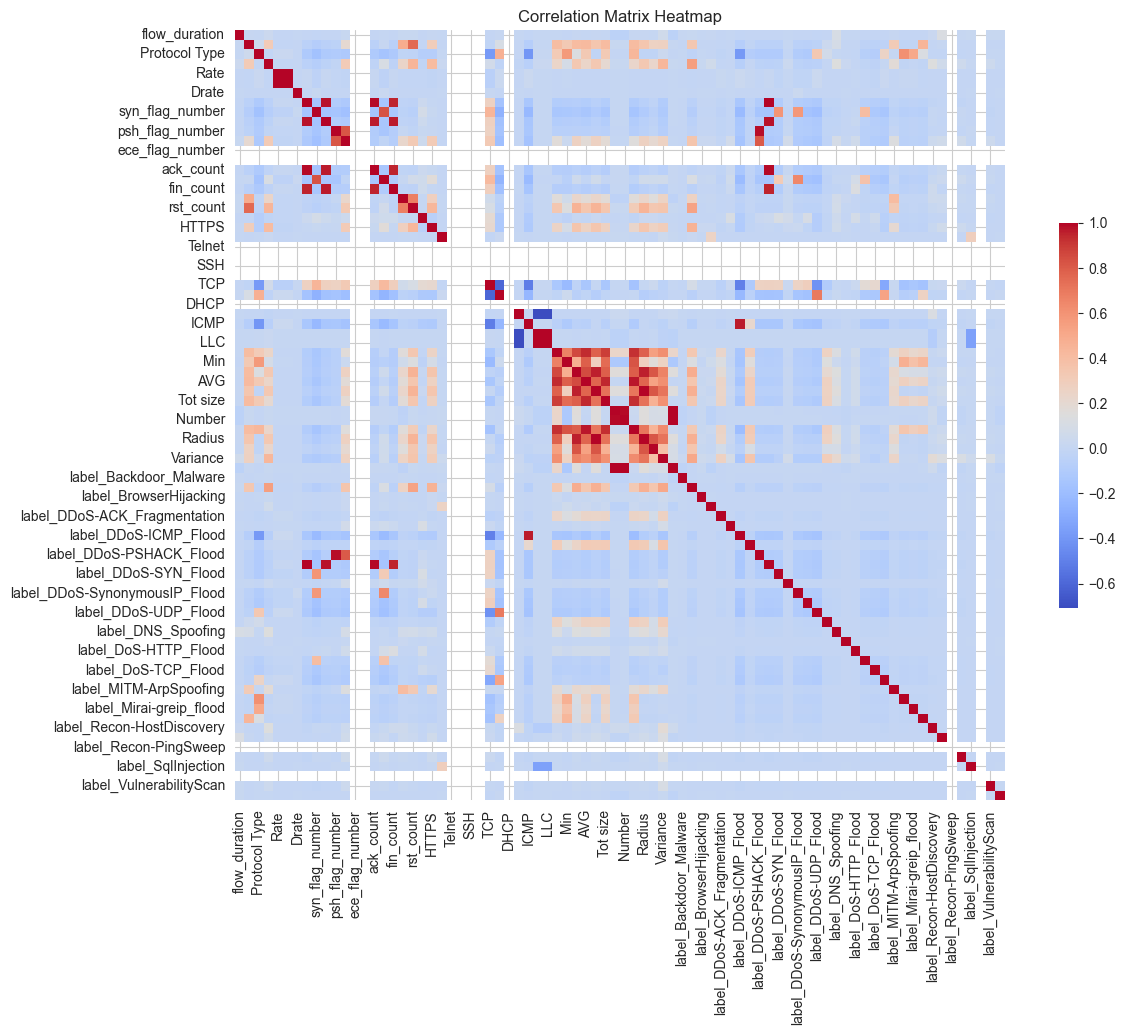 Correlation Matrix Heatmap
flow_duration
Protocol Type
Rate
Drate
syn_flag_number
psh_flag_number
ece_flag_number
ack_count
fin_count
rst_count
HTTPS
Telnet
SSH
TCP
DHCP
ICMP
LLC
Min
AVG
Tot size
Number
Radius
Variance
label_Backdoor_Malware
label_BrowserHijacking
label_DDoS-ACK_Fragmentation
label_DDoS-ICMP_Flood
label_DDoS-PSHACK_Flood
label_DDoS-SYN_Flood
label_DDoS-SynonymousIP_Flood
label_DDoS-UDP_Flood
label_DNS_Spoofing
label_DoS-HTTP_Flood
label_DoS-TCP_Flood
label_MITM-ArpSpoofing
label_Mirai-greip_flood
label_Recon-HostDiscovery
label_Recon-PingSweep
label_SqlInjection
label_VulnerabilityScan
1.0
0.8
0.6
0.4
0.2
0.0
−0.2
−0.4
−0.6
flow_duration
Protocol Type
Rate
Drate
syn_flag_number
psh_flag_number
ece_flag_number
ack_count
fin_count
rst_count
HTTPS
Telnet
SSH
TCP
DHCP
ICMP
LLC
Min
AVG
Tot size
Number
Radius
Variance
label_Backdoor_Malware
label_BrowserHijacking
label_DDoS-ACK_Fragmentation
label_DDoS-ICMP_Flood
label_DDoS-PSHACK_Flood
label_DDoS-SYN_Flood
label_DDoS-SynonymousIP_Flood
label_DDoS-UDP_Flood
label_DNS_Spoofing
label_DoS-HTTP_Flood
label_DoS-TCP_Flood
label_MITM-ArpSpoofing
label_Mirai-greip_flood
label_Recon-HostDiscovery
label_Recon-PingSweep
label_SqlInjection
label_VulnerabilityScan